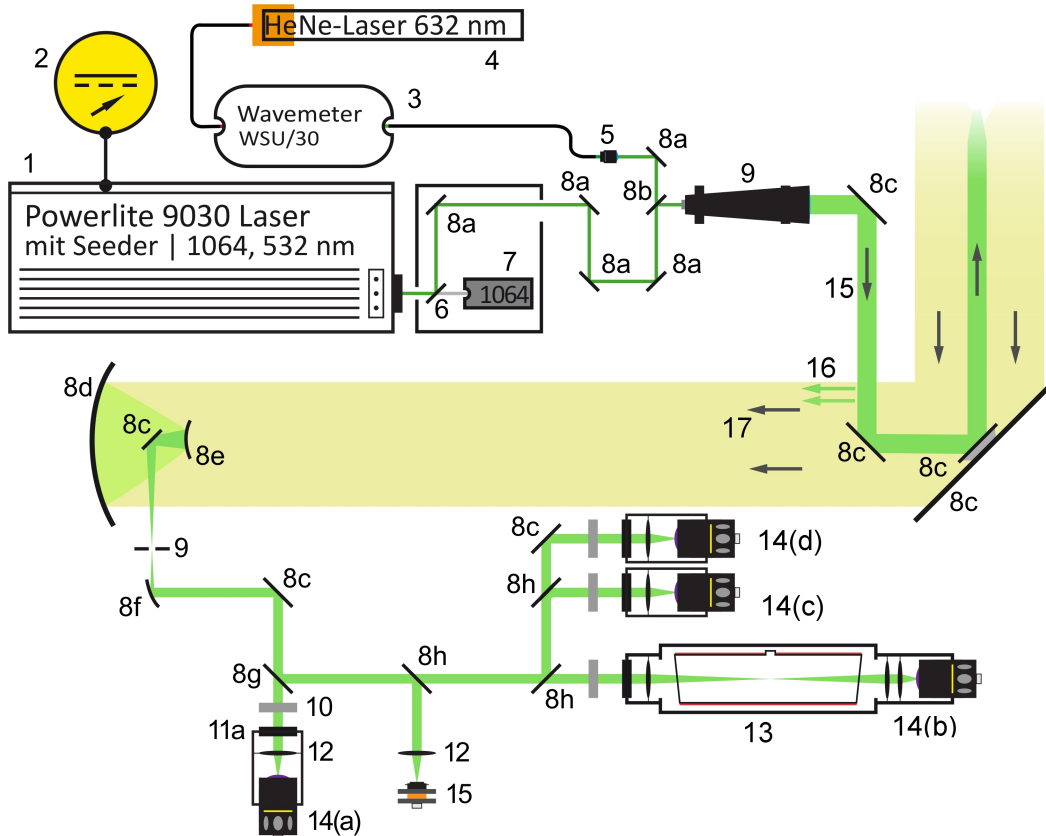 HeNe-Laser 632 nm
4
2
Wavemeter
WSU/30
3
5
8a
1
8a
8b
9
8c
Powerlite 9030 Laser
mit Seeder | 1064, 532 nm
8a
7
1064
6
8a
8a
15
16
17
8d
8c
8e
8c
8c
8c
9
8f
8c
8c
14(d)
8h
14(c)
8g
8h
8h
10
11a
12
12
13
14(b)
15
14(a)